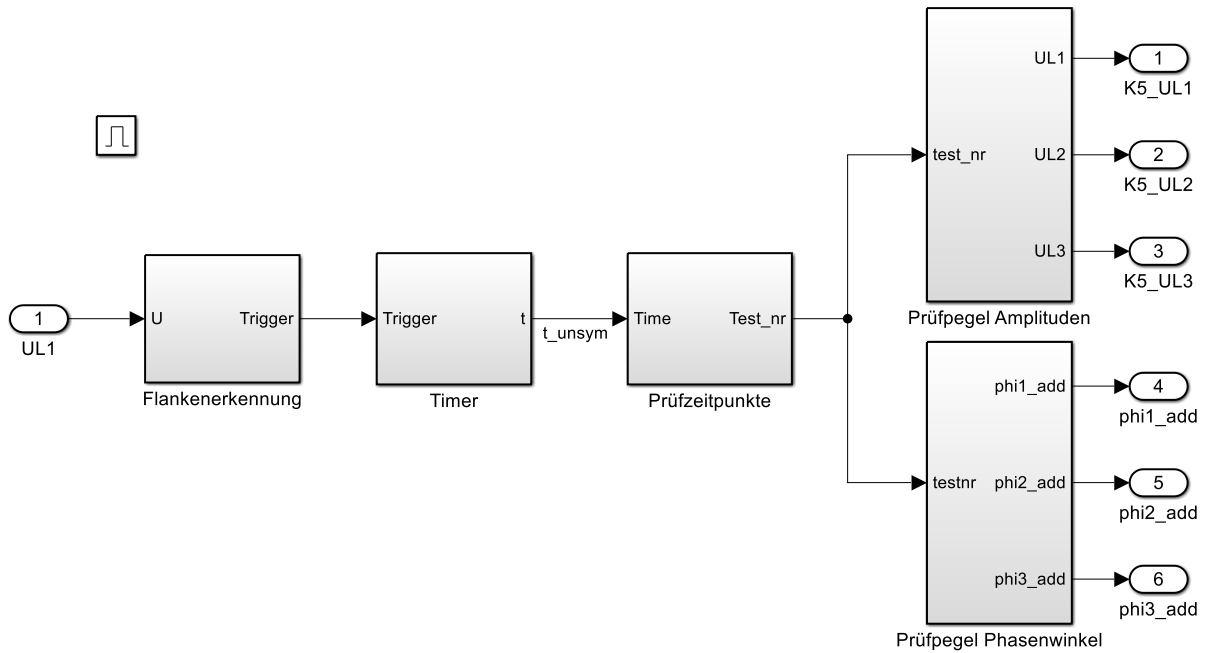 UL1
1
K5_UL1
test_nr
UL2
2
K5_UL2
UL3
3
K5_UL3
Prüfpegel Amplituden
1
UL1
U
Trigger
Flankenerkennung
Trigger
t
Timer
t_unsym
Time
Test_nr
Prüfzeitpunkte
phi1_add
4
phi1_add
testnr
phi2_add
5
phi2_add
phi3_add
6
phi3_add
Prüfpegel Phasenwinkel